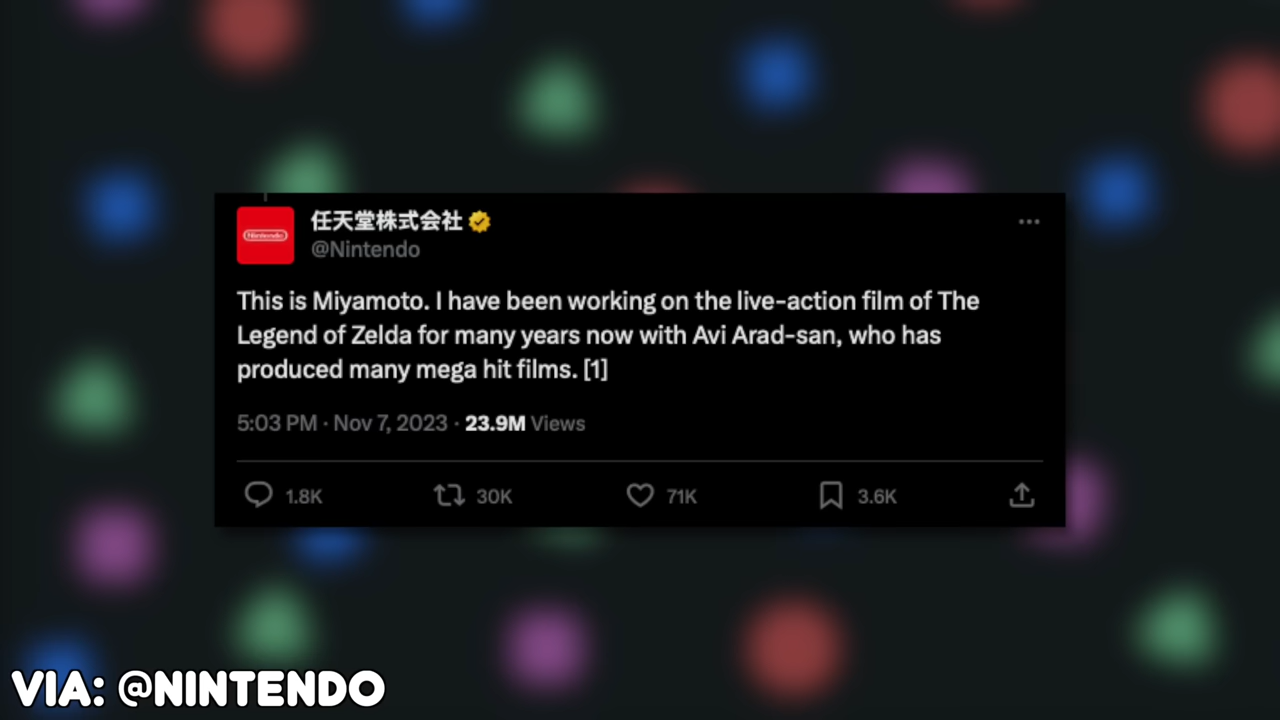 Nintendo
任天堂株式会社
@Nintendo
This is Miyamoto. I have been working on the live-action film of The
Legend of Zelda for many years now with Avi Arad-san, who has
produced many mega hit films. [1]
5:03 PM · Nov 7, 2023 · 23.9M Views
1.8K 30K 71K 3.6K
VIA: @NINTENDO